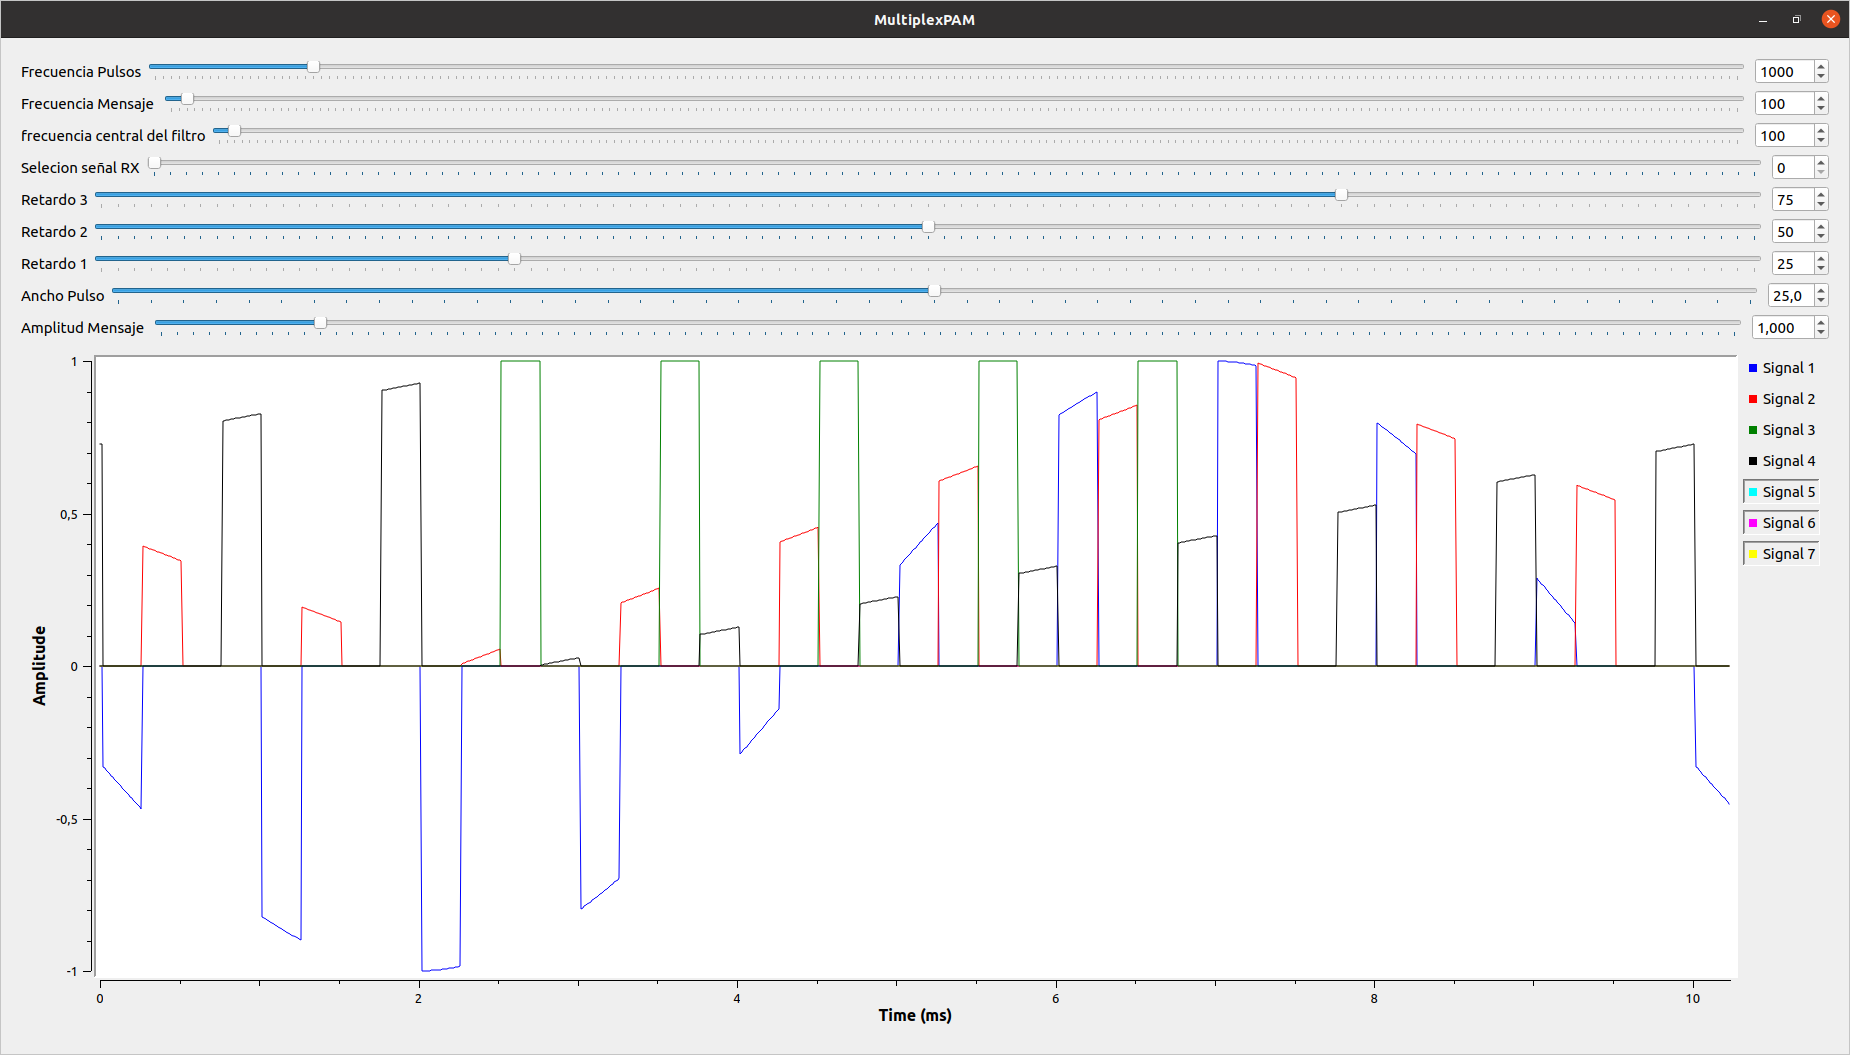 MultiplexPAM
Frecuencia Pulsos 1000
Frecuencia Mensaje 100
frecuencia central del filtro 100
Selecion señal RX 0
Retardo 3 75
Retardo 2 50
Retardo 1 25
Ancho Pulso 25,0
Amplitud Mensaje 1,000
1
0,5
0
-0,5
-1
Amplitude
0 2 4 6 8 10
Time (ms)
Signal 1
Signal 2
Signal 3
Signal 4
Signal 5
Signal 6
Signal 7